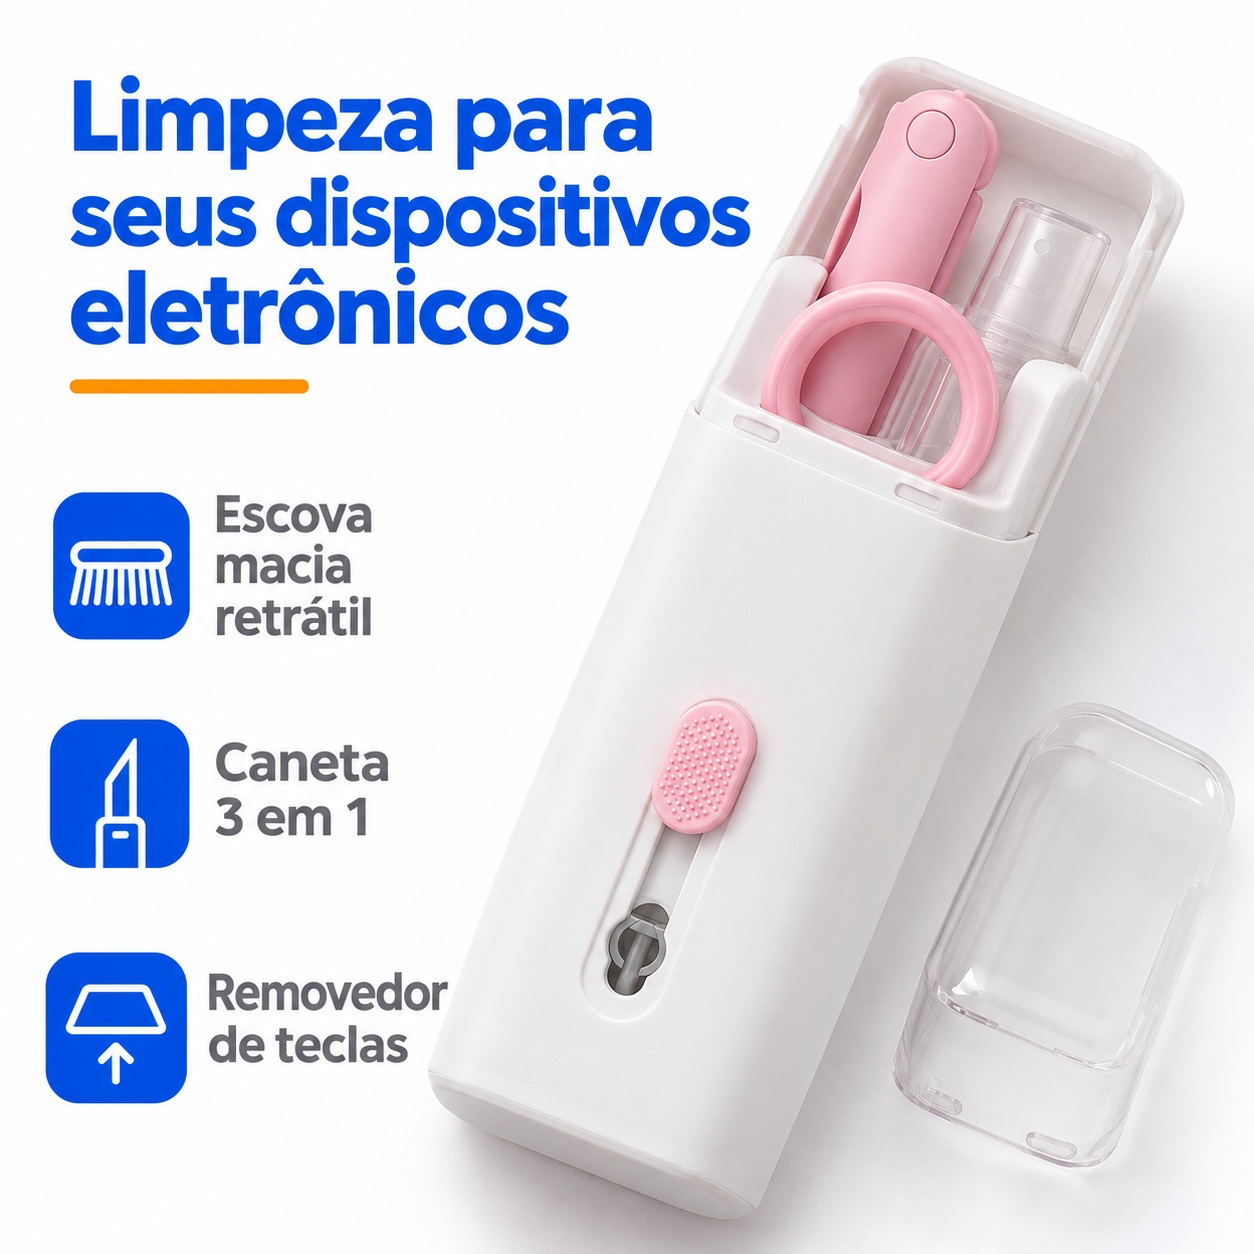 Limpeza para
seus dispositivos
eletrônicos
Escova
macia
retrátil
Caneta
3 em 1
Removedor
de teclas